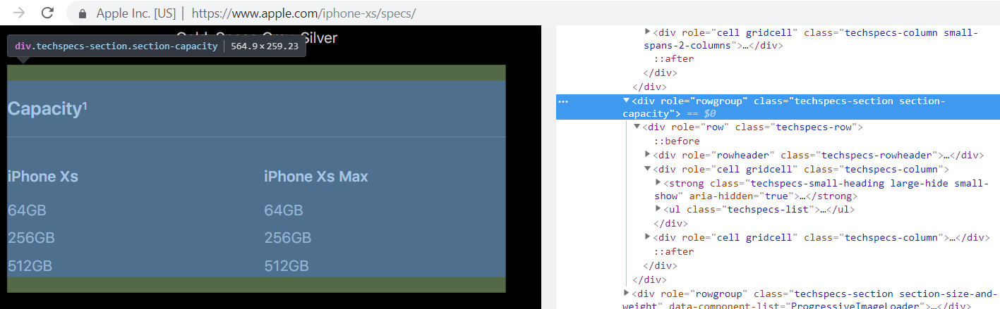 Apple Inc. [US] | https://www.apple.com/iphone-xs/specs/
Silver
div.techspecs-section.section-capacity | 564.9 × 259.23
Capacity1
iPhone Xs iPhone Xs Max
64GB 64GB
256GB 256GB
512GB 512GB
<div role="cell gridcell" class="techspecs-column small-
spans-2-columns">…</div>
::after
</div>
</div>
<div role="rowgroup" class="techspecs-section section-
capacity"> == $0
<div role="row" class="techspecs-row">
::before
<div role="rowheader" class="techspecs-rowheader">…</div>
<div role="cell gridcell" class="techspecs-column">
<strong class="techspecs-small-heading large-hide small-
show" aria-hidden="true">…</strong>
<ul class="techspecs-list">…</ul>
</div>
<div role="cell gridcell" class="techspecs-column">…</div>
::after
</div>
</div>
<div role="rowgroup" class="techspecs-section section-size-and-
weight" data-component-list="ProgressiveImageLoader">…</div>